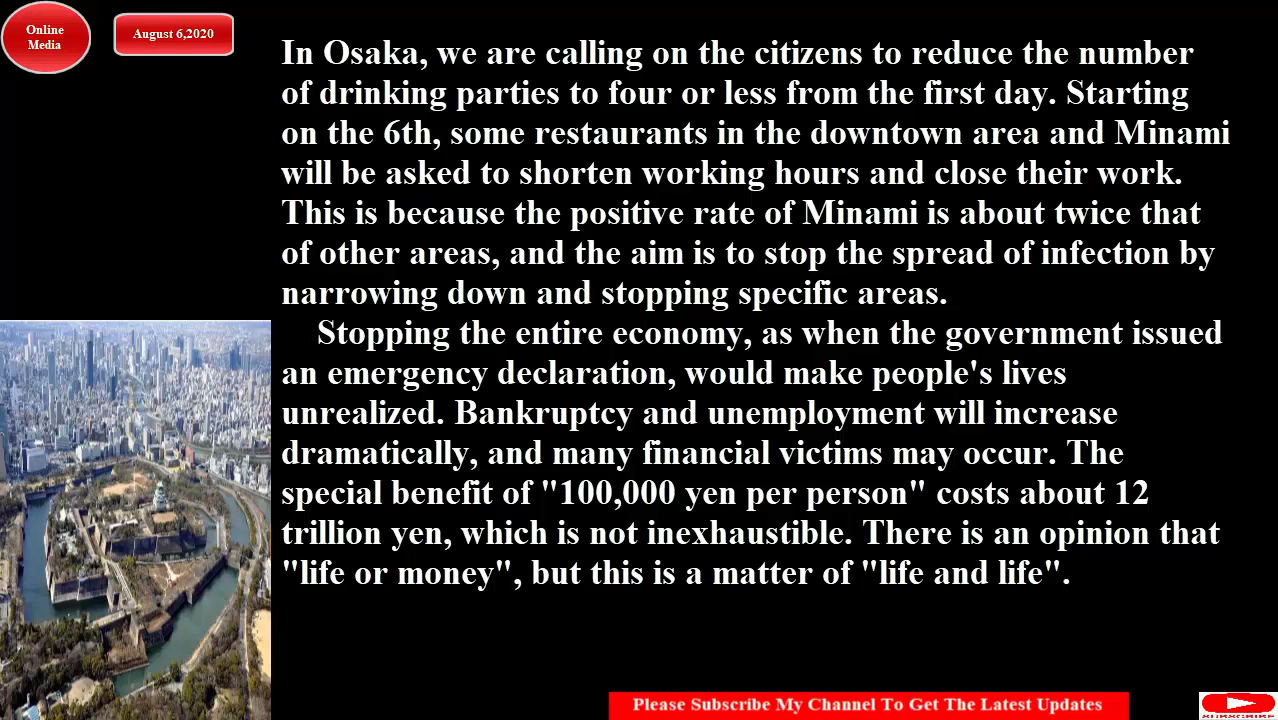 Online
Media
August 6,2020
In Osaka, we are calling on the citizens to reduce the number
of drinking parties to four or less from the first day. Starting
on the 6th, some restaurants in the downtown area and Minami
will be asked to shorten working hours and close their work.
This is because the positive rate of Minami is about twice that
of other areas, and the aim is to stop the spread of infection by
narrowing down and stopping specific areas.
Stopping the entire economy, as when the government issued
an emergency declaration, would make people's lives
unrealized. Bankruptcy and unemployment will increase
dramatically, and many financial victims may occur. The
special benefit of "100,000 yen per person" costs about 12
trillion yen, which is not inexhaustible. There is an opinion that
"life or money", but this is a matter of "life and life".
Please Subscribe My Channel To Get The Latest Updates
SUBSCRIBE